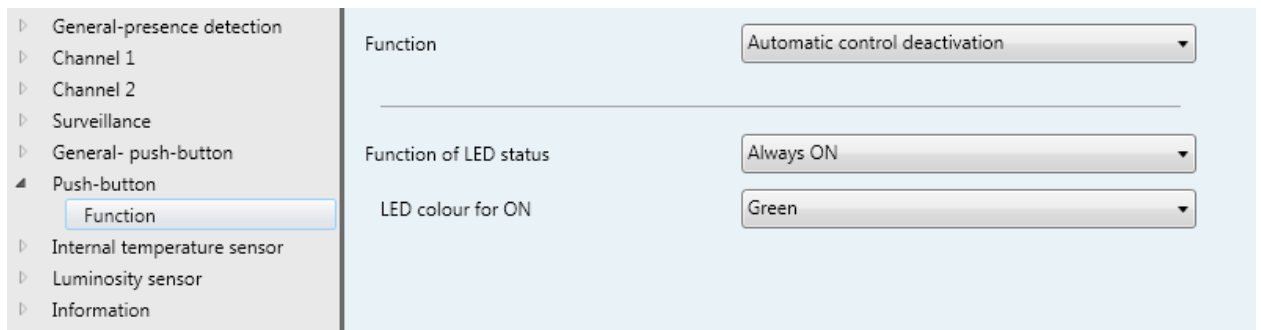 General-presence detection
Channel 1
Channel 2
Surveillance
General- push-button
Push-button
Function
Internal temperature sensor
Luminosity sensor
Information
Function
Automatic control deactivation
Function of LED status
Always ON
LED colour for ON
Green